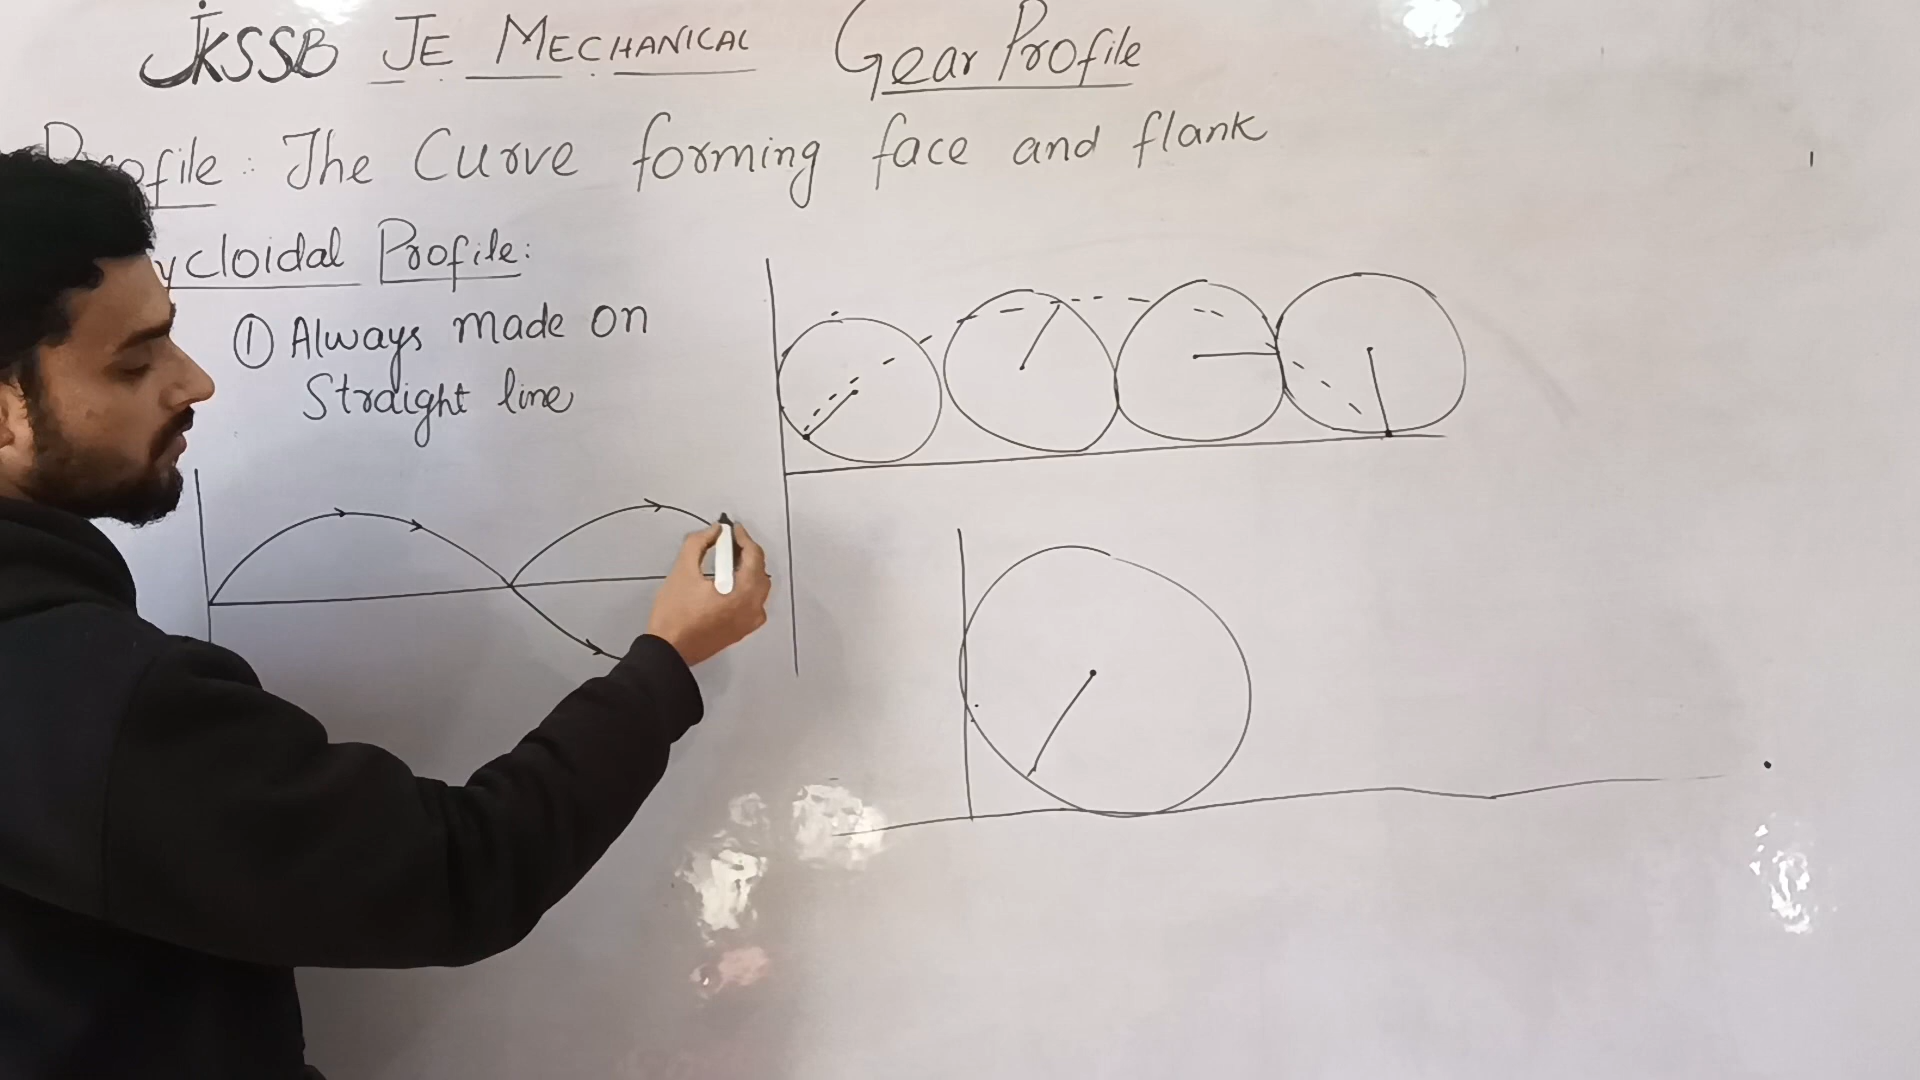 JKSSB JE MECHANICAL Gear Profile
Profile: The Curve forming face and flank
ycloidal Profile:
① Always made on
Straight line